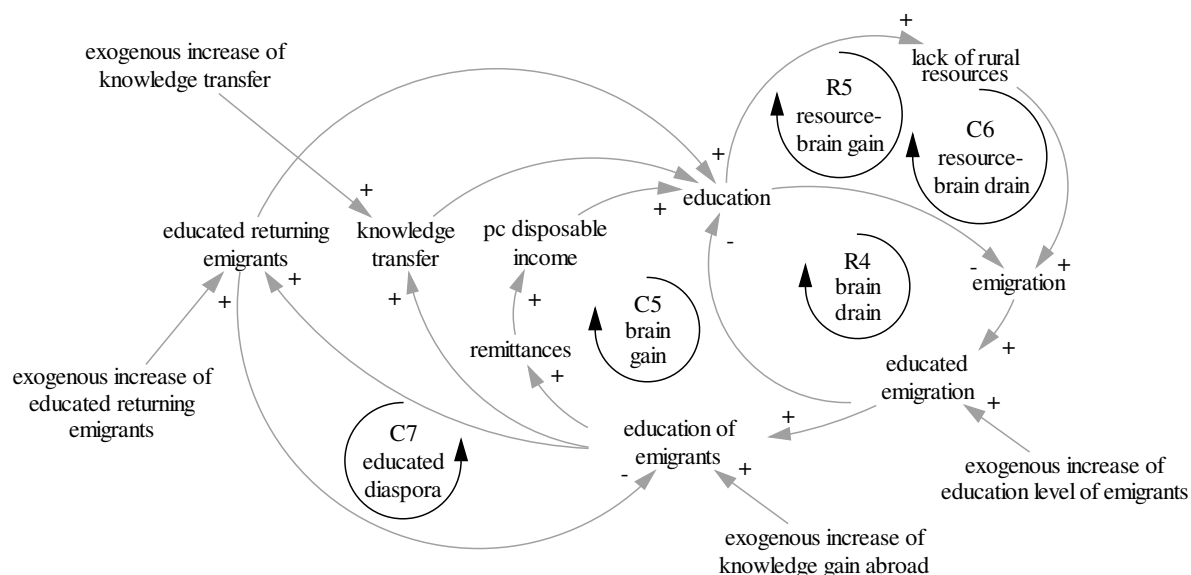 exogenous increase of
knowledge transfer
+
lack of rural
resources
R5
resource-
brain gain
C6
resource-
brain drain
+
+
+
education
educated returning
emigrants
knowledge
transfer
pc disposable
income
-
R4
brain
drain
-
+
emigration
+
+
+
+
C5
brain
gain
remittances
+
+
educated
emigration
+
exogenous increase of
educated returning
emigrants
C7
educated
diaspora
+
education of
emigrants
-
+
exogenous increase of
education level of emigrants
exogenous increase of
knowledge gain abroad